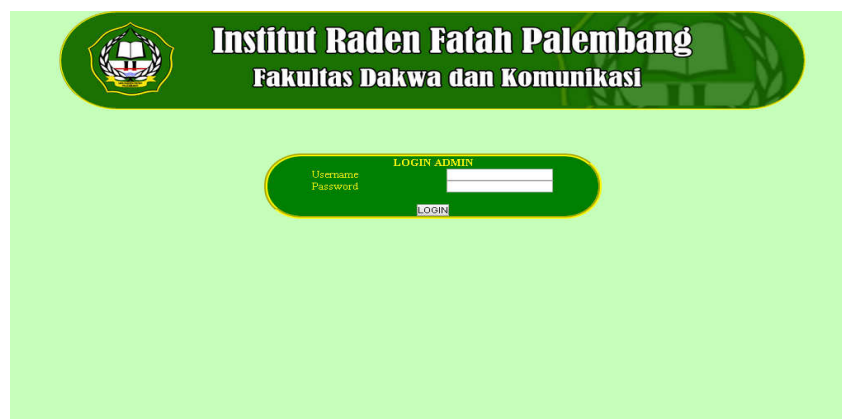 Institut Raden Fatah Palembang
Fakultas Dakwa dan Komunikasi
LOGIN ADMIN
Username
Password
LOGIN